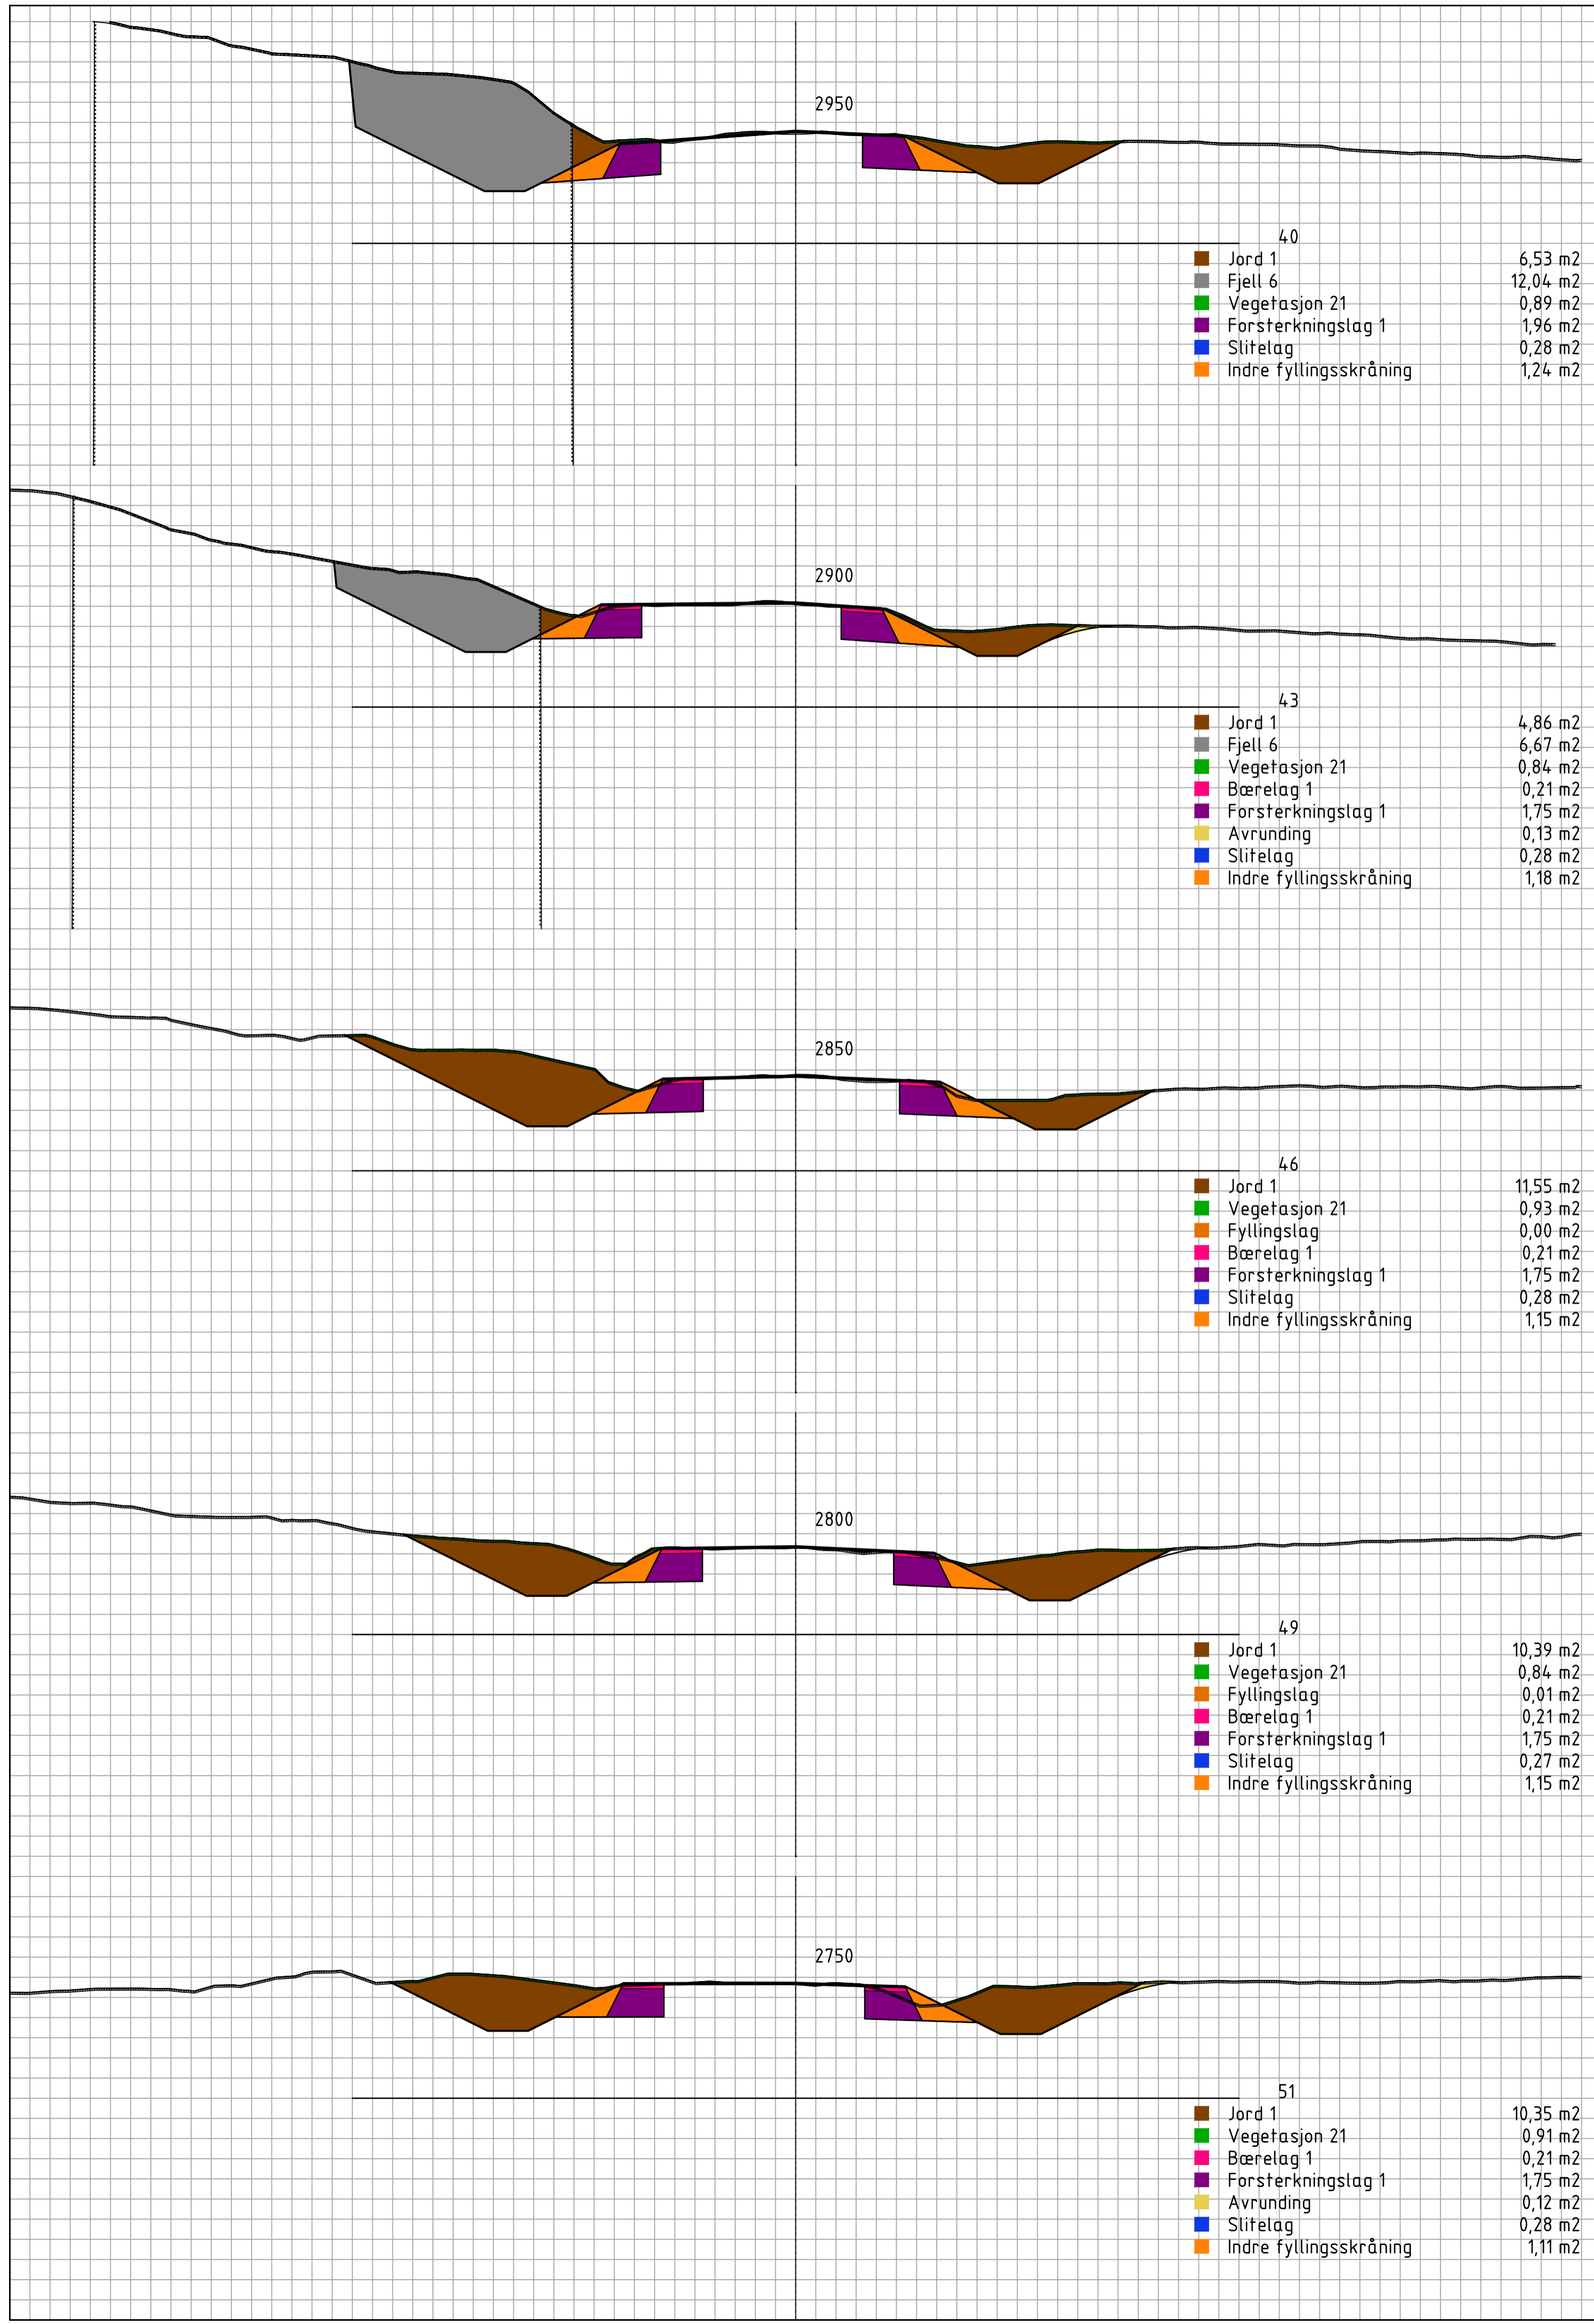 2950
40
Jord 1 6,53 m2
Fjell 6 12,04 m2
Vegetasjon 21 0,89 m2
Forsterkningslag 1 1,96 m2
Slitelag 0,28 m2
Indre fyllingsskråning 1,24 m2
2900
43
Jord 1 4,86 m2
Fjell 6 6,67 m2
Vegetasjon 21 0,84 m2
Bærelag 1 0,21 m2
Forsterkningslag 1 1,75 m2
Avrunding 0,13 m2
Slitelag 0,28 m2
Indre fyllingsskråning 1,18 m2
2850
46
Jord 1 11,55 m2
Vegetasjon 21 0,93 m2
Fyllingslag 0,00 m2
Bærelag 1 0,21 m2
Forsterkningslag 1 1,75 m2
Slitelag 0,28 m2
Indre fyllingsskråning 1,15 m2
2800
49
Jord 1 10,39 m2
Vegetasjon 21 0,84 m2
Fyllingslag 0,01 m2
Bærelag 1 0,21 m2
Forsterkningslag 1 1,75 m2
Slitelag 0,27 m2
Indre fyllingsskråning 1,15 m2
2750
51
Jord 1 10,35 m2
Vegetasjon 21 0,91 m2
Bærelag 1 0,21 m2
Forsterkningslag 1 1,75 m2
Avrunding 0,12 m2
Slitelag 0,28 m2
Indre fyllingsskråning 1,11 m2